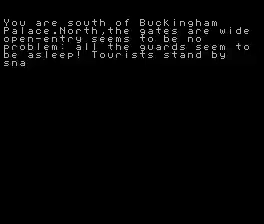 You are south of Buckingham
Palace.North,the gates are wide
open-entry seems to be no
problem: all the guards seem to
be asleep! Tourists stand by
sna